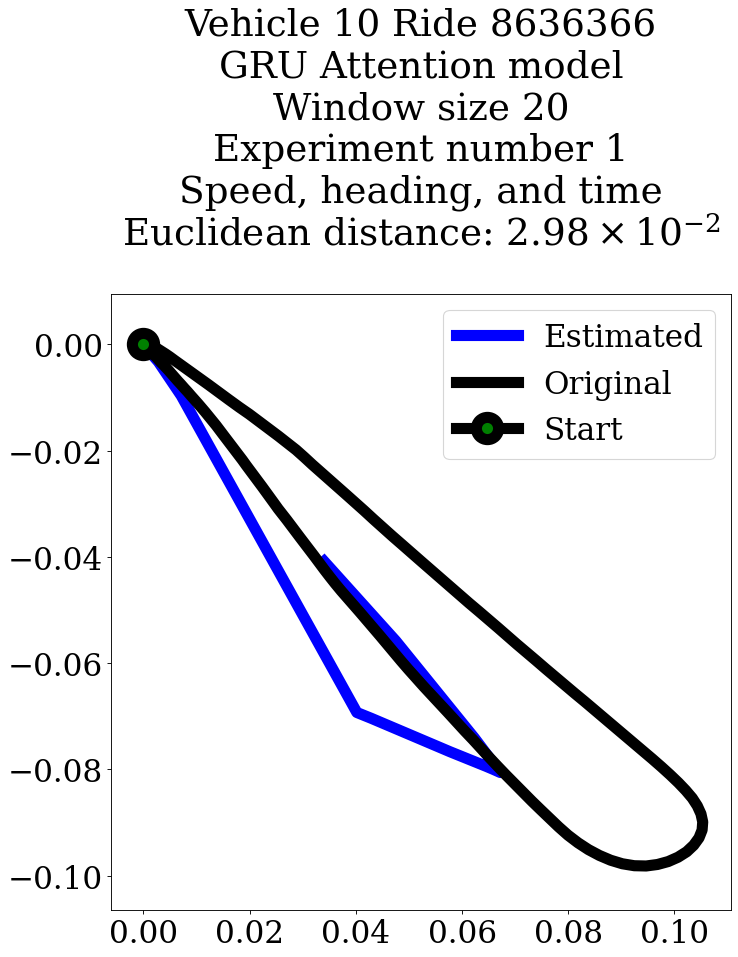 Vehicle 10 Ride 8636366
GRU Attention model
Window size 20
Experiment number 1
Speed, heading, and time
Euclidean distance: 2.98 × 10⁻²
Estimated
Original
Start
0.00
−0.02
−0.04
−0.06
−0.08
−0.10
0.00 0.02 0.04 0.06 0.08 0.10